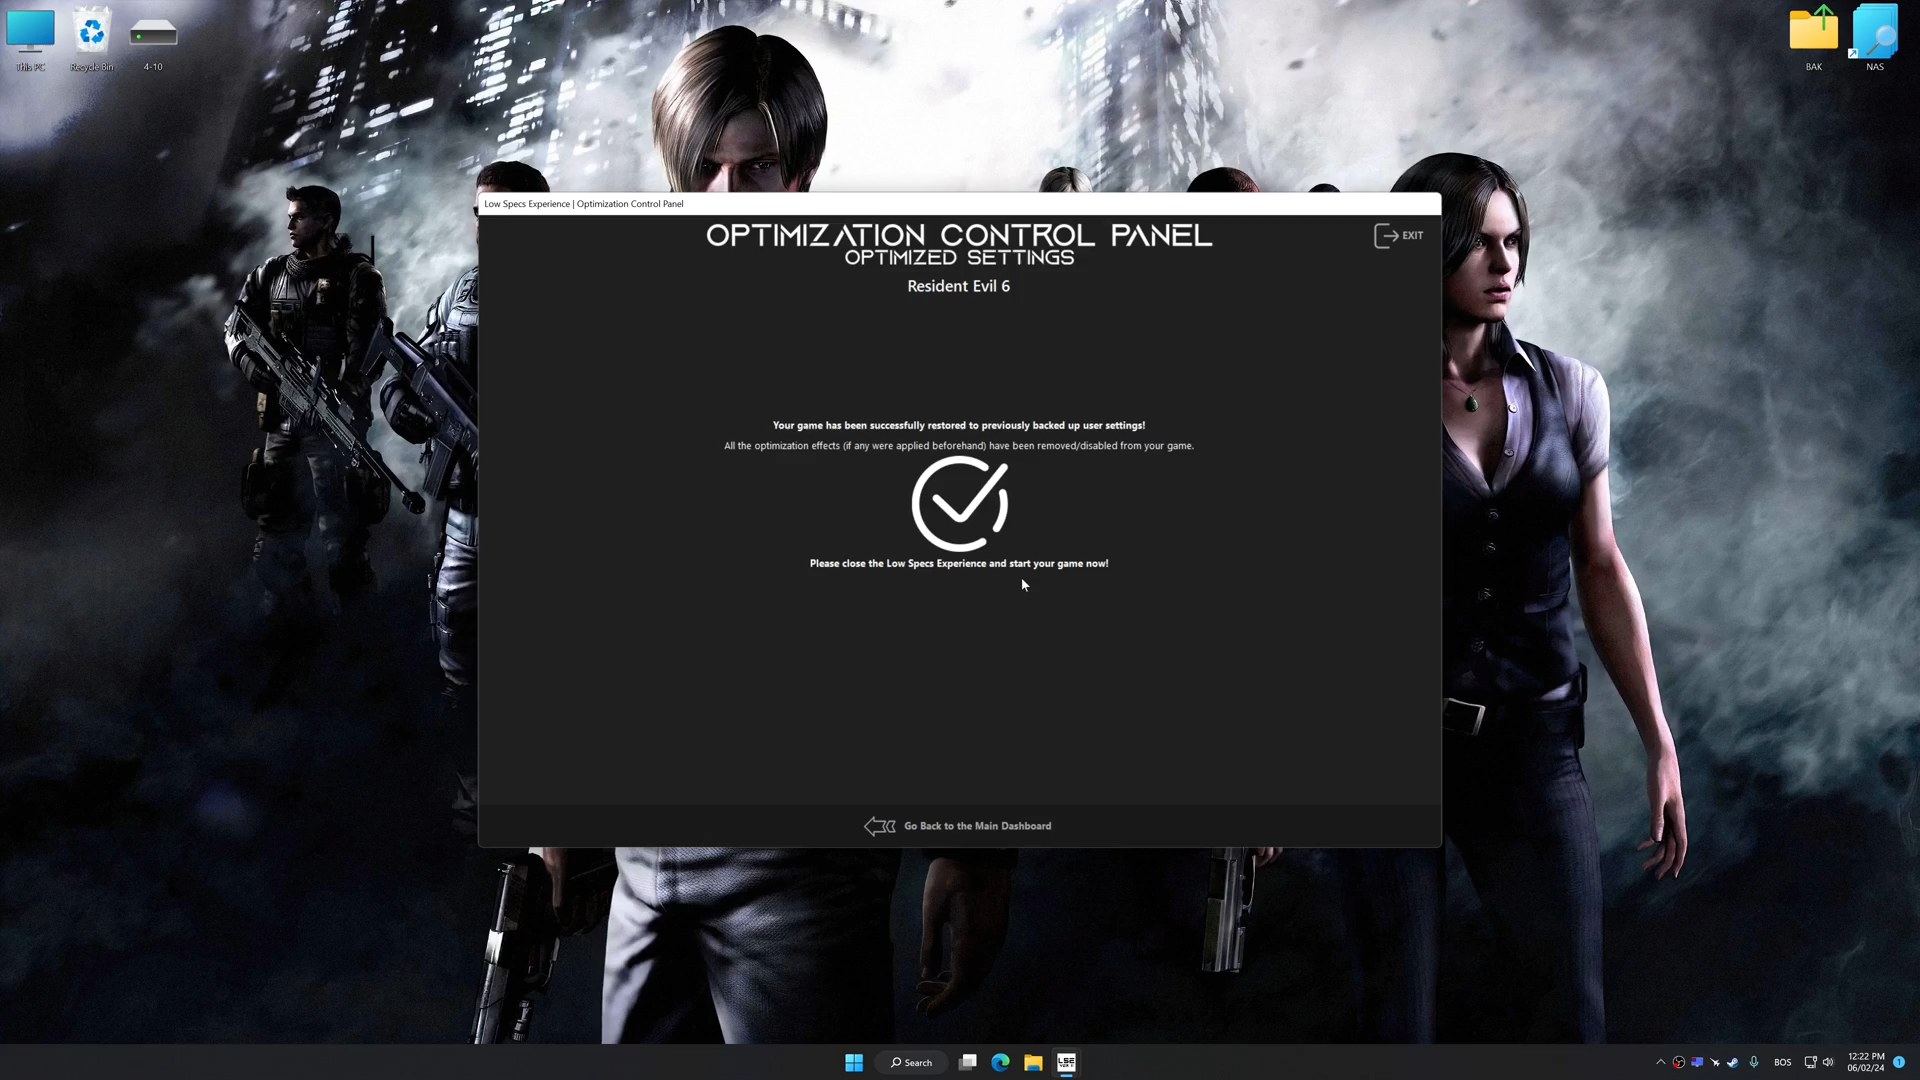 This PC
Recycle Bin
4-10
BAK
NAS
Low Specs Experience | Optimization Control Panel
OPTIMIZATION CONTROL PANEL
EXIT
OPTIMIZED SETTINGS
Resident Evil 6
Your game has been successfully restored to previously backed up user settings!
All the optimization effects (if any were applied beforehand) have been removed/disabled from your game.
Please close the Low Specs Experience and start your game now!
Go Back to the Main Dashboard
Search
LSE
BOS
12:22 PM
06/02/24
1